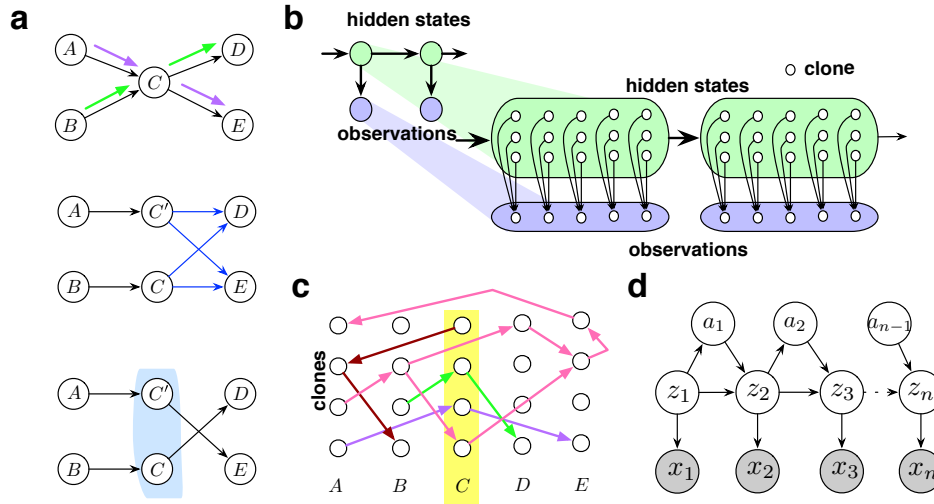 a
A
D
C
B
E
A
C′
D
B
C
E
A
C′
D
B
C
E
b
hidden states
observations
clone
hidden states
observations
c
clones
A B C D E
d
a₁ a₂ aₙ₋₁
z₁ z₂ z₃ zₙ
x₁ x₂ x₃ xₙ